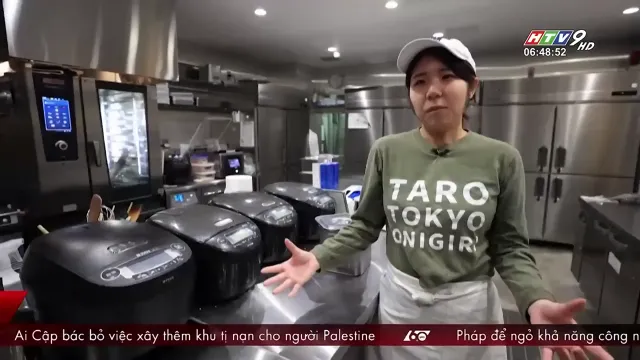 HTV9 HD
06:48:52
TARO
TOKYO
ONIGIRI
Ai Cập bác bỏ việc xây thêm khu tị nạn cho người Palestine
60
Pháp để ngỏ khả năng công n